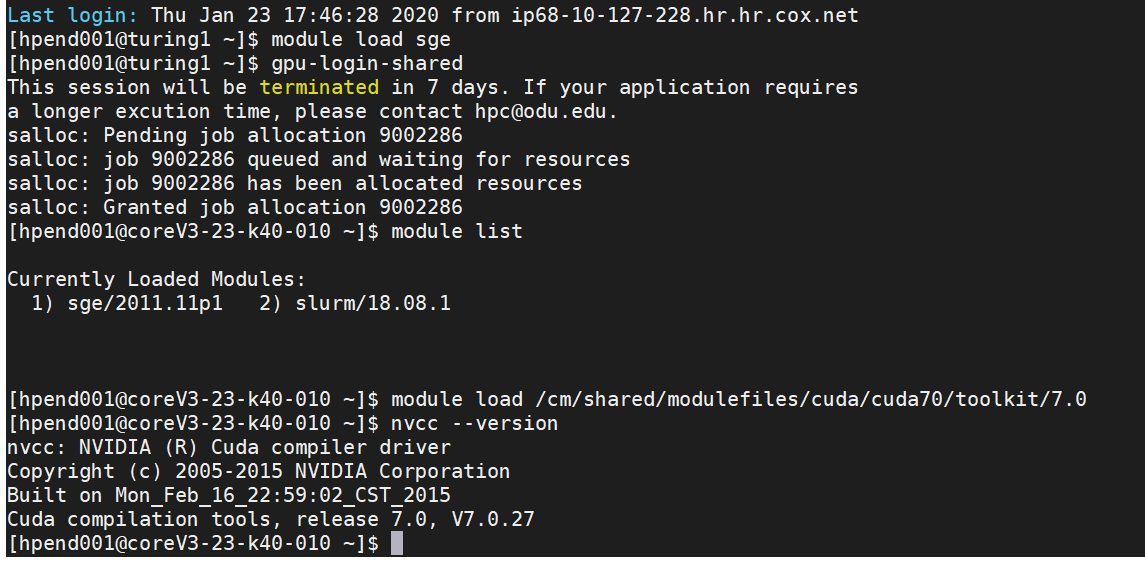 Last login: Thu Jan 23 17:46:28 2020 from ip68-10-127-228.hr.hr.cox.net
[hpend001@turing1 ~]$ module load sge
[hpend001@turing1 ~]$ gpu-login-shared
This session will be terminated in 7 days. If your application requires
a longer excution time, please contact hpc@odu.edu.
salloc: Pending job allocation 9002286
salloc: job 9002286 queued and waiting for resources
salloc: job 9002286 has been allocated resources
salloc: Granted job allocation 9002286
[hpend001@coreV3-23-k40-010 ~]$ module list
Currently Loaded Modules:
1) sge/2011.11p1   2) slurm/18.08.1
[hpend001@coreV3-23-k40-010 ~]$ module load /cm/shared/modulefiles/cuda/cuda70/toolkit/7.0
[hpend001@coreV3-23-k40-010 ~]$ nvcc --version
nvcc: NVIDIA (R) Cuda compiler driver
Copyright (c) 2005-2015 NVIDIA Corporation
Built on Mon_Feb_16_22:59:02_CST_2015
Cuda compilation tools, release 7.0, V7.0.27
[hpend001@coreV3-23-k40-010 ~]$